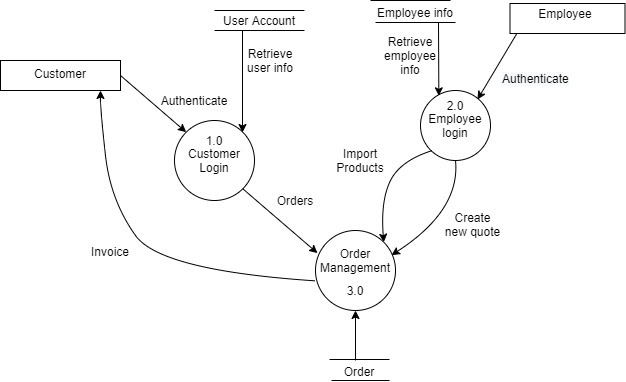 User Account
Employee info
Employee
Retrieve
user info
Retrieve
employee
info
Customer
Authenticate
Authenticate
1.0
Customer
Login
2.0
Employee
login
Import
Products
Orders
Create
new quote
Invoice
Order
Management
3.0
Order